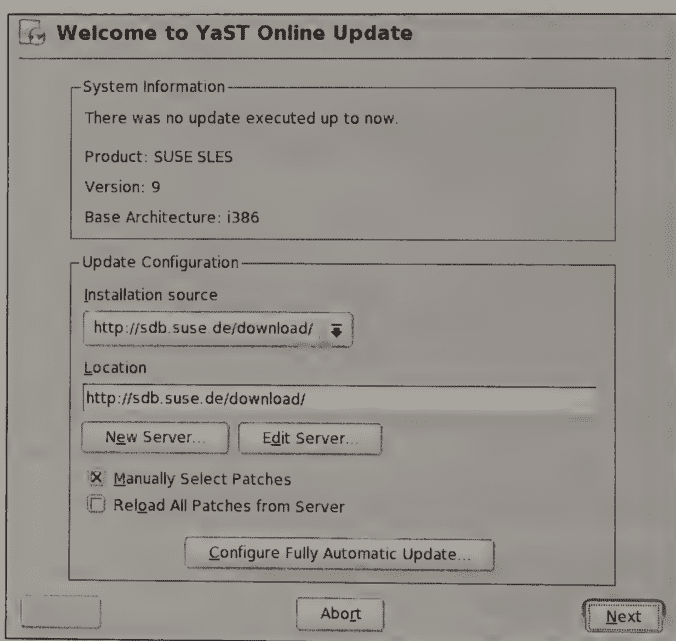 Welcome to YaST Online Update
System Information
There was no update executed up to now.
Product: SUSE SLES
Version: 9
Base Architecture: i386
Update Configuration
Installation source
http://sdb.suse de/download/
Location
http://sdb.suse.de/download/
New Server...
Edit Server...
Manually Select Patches
Reload All Patches from Server
Configure Fully Automatic Update...
Abort
Next